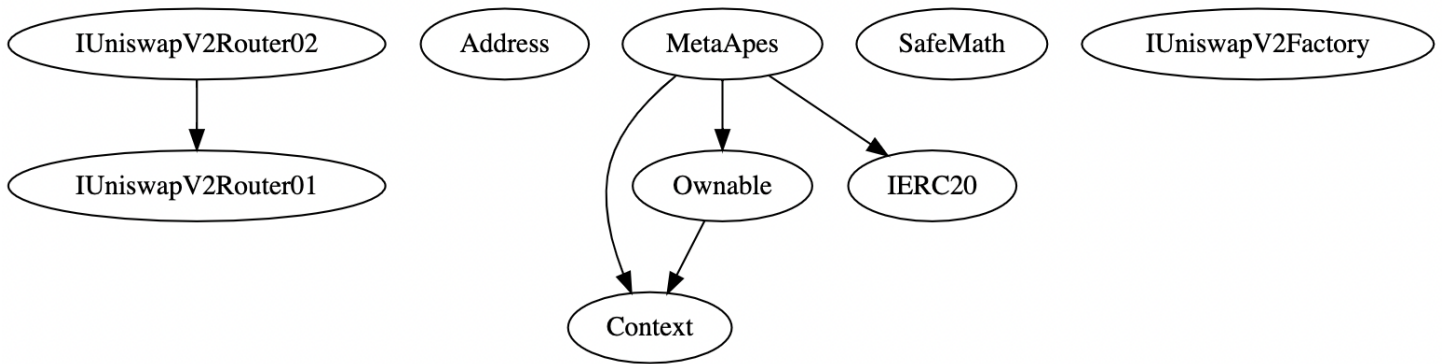 IUniswapV2Router02
Address
MetaApes
SafeMath
IUniswapV2Factory
IUniswapV2Router01
Ownable
IERC20
Context